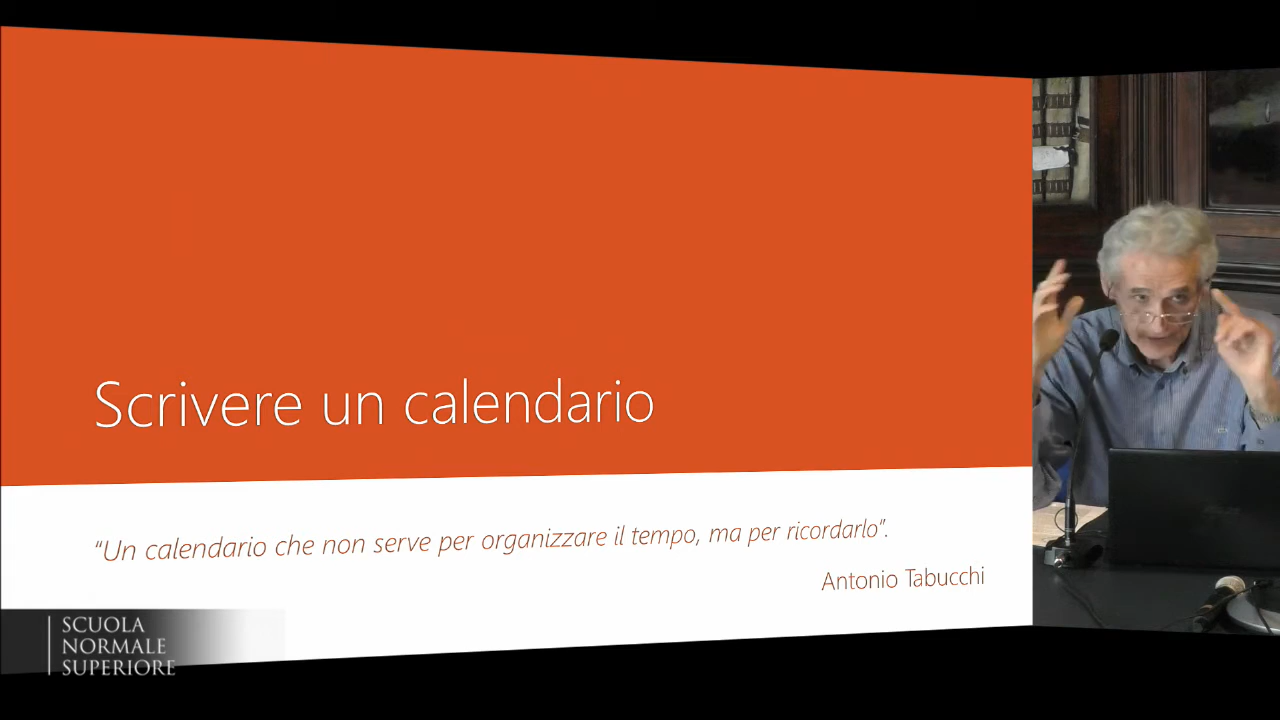 Scrivere un calendario
“Un calendario che non serve per organizzare il tempo, ma per ricordarlo”.
Antonio Tabucchi
SCUOLA
NORMALE
SUPERIORE